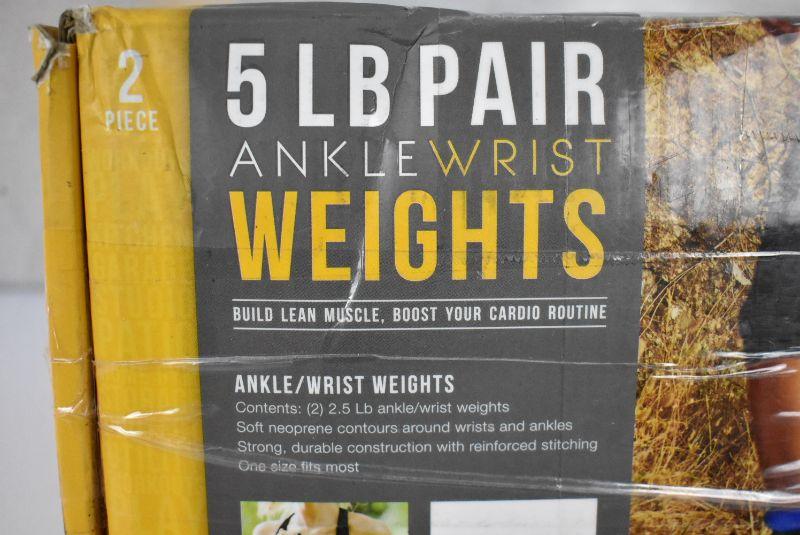 2
PIECE
5 LB PAIR
ANKLEWRIST
WEIGHTS
BUILD LEAN MUSCLE, BOOST YOUR CARDIO ROUTINE
ANKLE/WRIST WEIGHTS
Contents: (2) 2.5 Lb ankle/wrist weights
Soft neoprene contours around wrists and ankles
Strong, durable construction with reinforced stitching
One size fits most